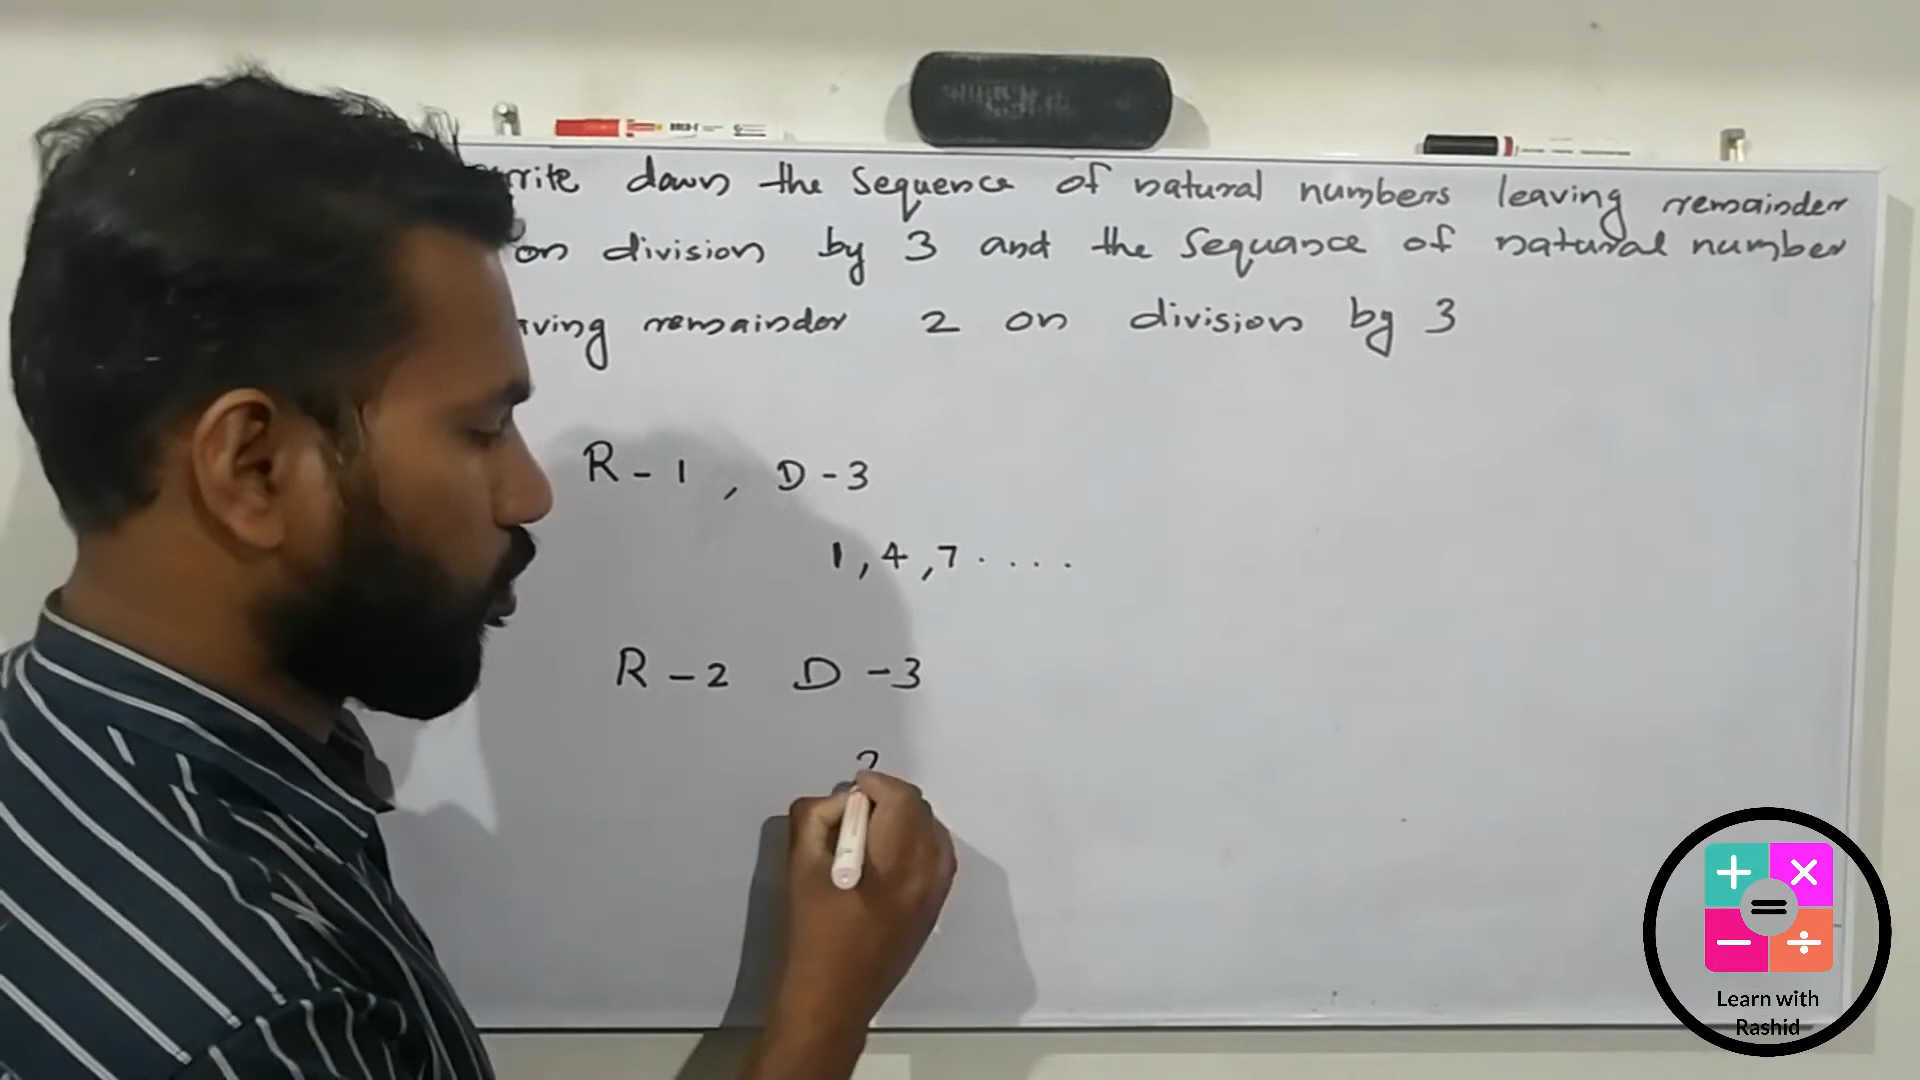 down the sequence of natural numbers leaving remainder
on division by 3 and the sequance of natural number
remainder 2 on division by 3
R - 1 , D - 3
1, 4, 7 . . . .
R - 2 D - 3
2
Learn with
Rashid